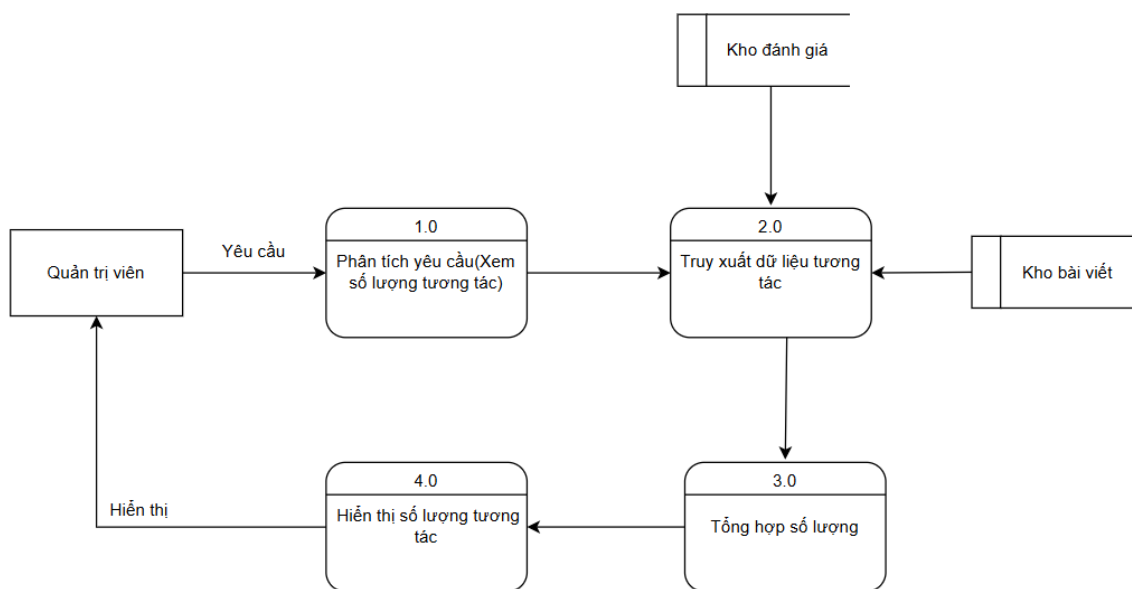 Kho đánh giá
1.0
2.0
Yêu cầu
Quản trị viên
Phân tích yêu cầu(Xem
số lượng tương tác)
Truy xuất dữ liệu tương
tác
Kho bài viết
4.0
3.0
Hiển thị
Hiển thị số lượng tương
tác
Tổng hợp số lượng